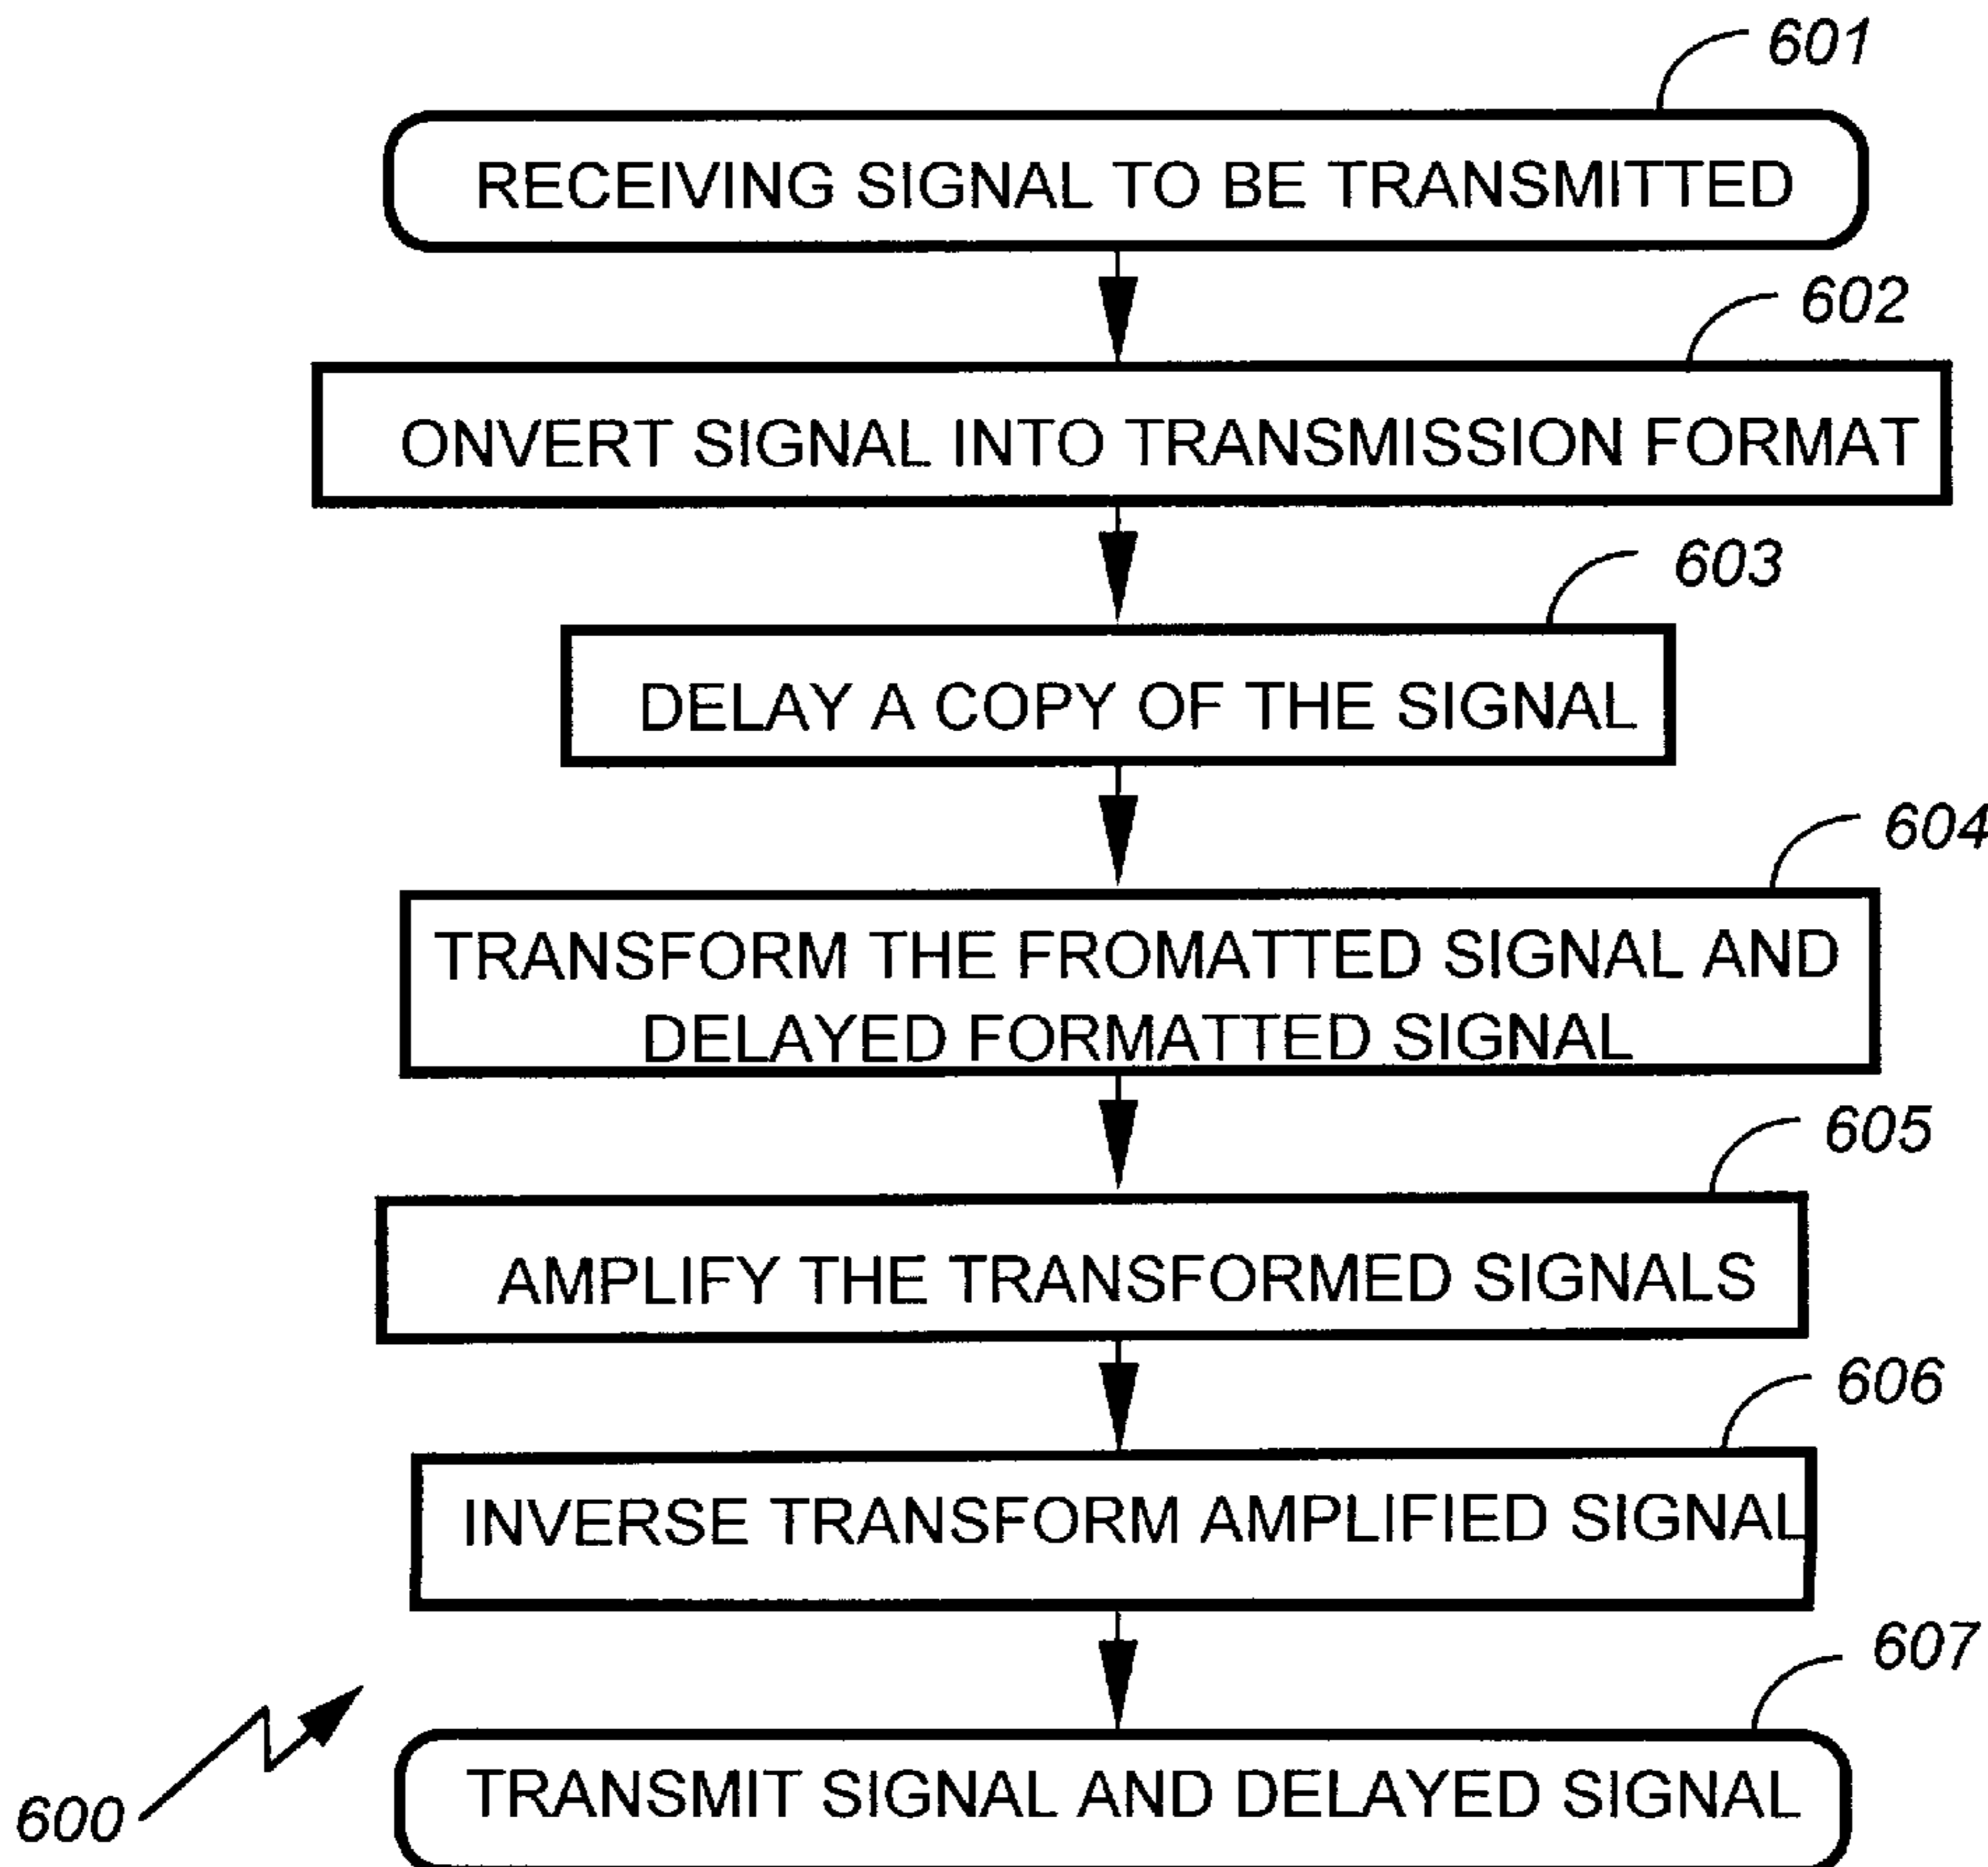 601
RECEIVING SIGNAL TO BE TRANSMITTED
602
ONVERT SIGNAL INTO TRANSMISSION FORMAT
603
DELAY A COPY OF THE SIGNAL
604
TRANSFORM THE FROMATTED SIGNAL AND
DELAYED FORMATTED SIGNAL
605
AMPLIFY THE TRANSFORMED SIGNALS
606
INVERSE TRANSFORM AMPLIFIED SIGNAL
607
TRANSMIT SIGNAL AND DELAYED SIGNAL
600